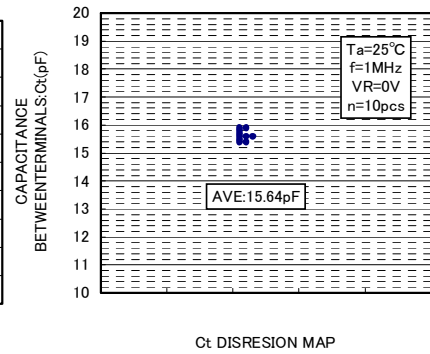 CAPACITANCE
BETWEENTERMINALS:Ct(pF)
20
19
18
17
16
15
14
13
12
11
10
Ta=25°C
f=1MHz
VR=0V
n=10pcs
AVE:15.64pF
Ct DISRESION MAP